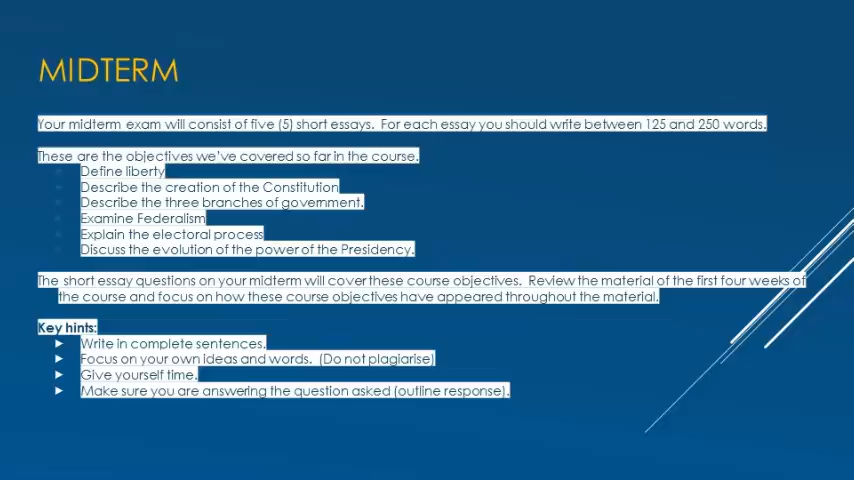 MIDTERM
Your midterm exam will consist of five (5) short essays.  For each essay you should write between 125 and 250 words.
These are the objectives we've covered so far in the course.
Define liberty
Describe the creation of the Constitution
Describe the three branches of government.
Examine Federalism
Explain the electoral process
Discuss the evolution of the power of the Presidency.
The short essay questions on your midterm will cover these course objectives.  Review the material of the first four weeks of
the course and focus on how these course objectives have appeared throughout the material.
Key hints:
Write in complete sentences.
Focus on your own ideas and words.  (Do not plagiarise)
Give yourself time.
Make sure you are answering the question asked (outline response).